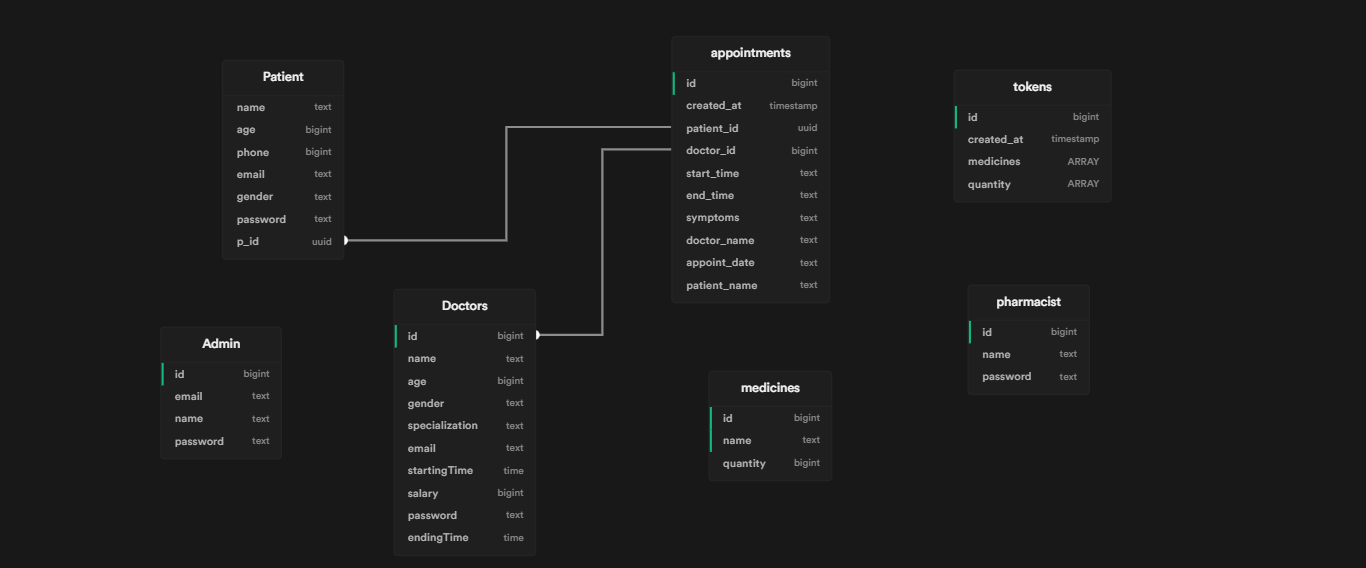 Patient
name text
age bigint
phone bigint
email text
gender text
password text
p_id uuid
appointments
id bigint
created_at timestamp
patient_id uuid
doctor_id bigint
start_time text
end_time text
symptoms text
doctor_name text
appoint_date text
patient_name text
tokens
id bigint
created_at timestamp
medicines ARRAY
quantity ARRAY
Admin
id bigint
email text
name text
password text
Doctors
id bigint
name text
age bigint
gender text
specialization text
email text
startingTime time
salary bigint
password text
endingTime time
medicines
id bigint
name text
quantity bigint
pharmacist
id bigint
name text
password text